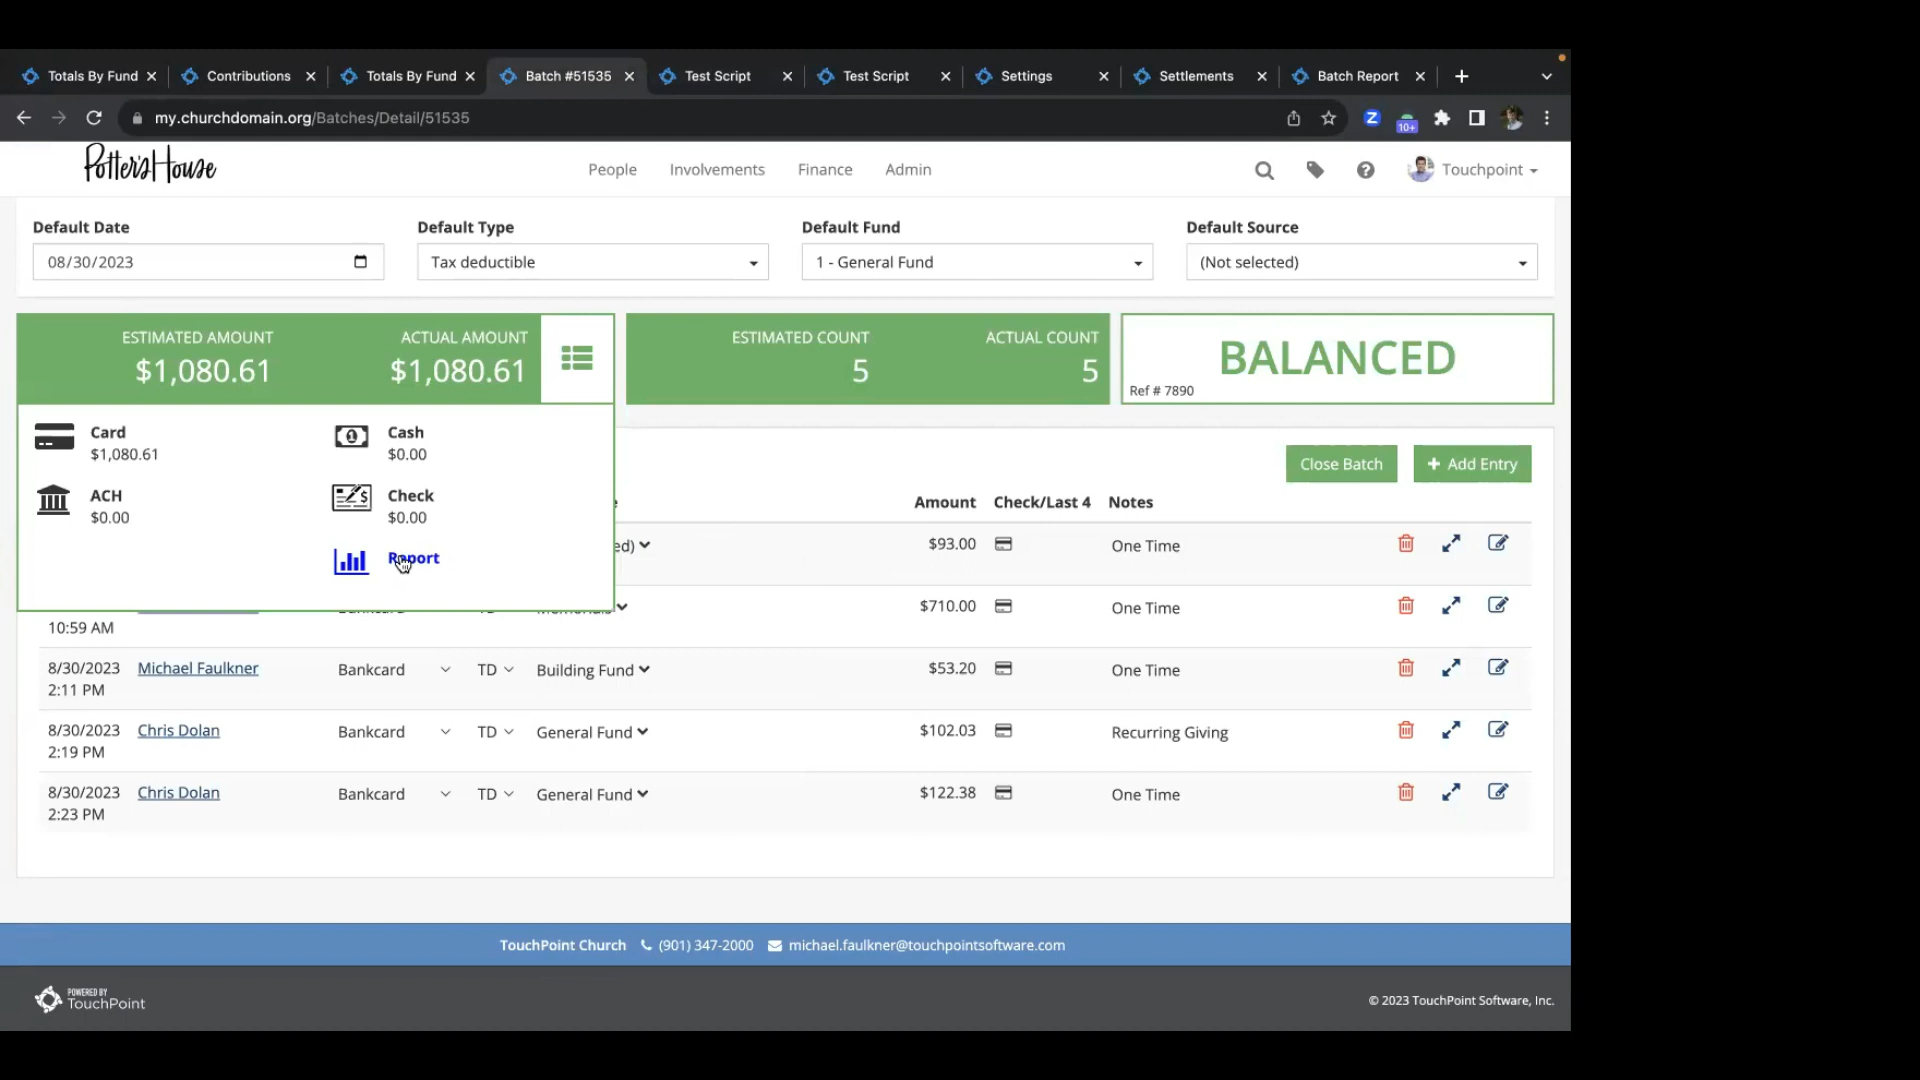 Totals By Fund Contributions Totals By Fund Batch #51535 Test Script Test Script Settings Settlements Batch Report
my.churchdomain.org/Batches/Detail/51535
Z 10+
Potter's House People Involvements Finance Admin Touchpoint
Default Date Default Type Default Fund Default Source
08/30/2023 Tax deductible 1 - General Fund (Not selected)
ESTIMATED AMOUNT ACTUAL AMOUNT ESTIMATED COUNT ACTUAL COUNT
$1,080.61 $1,080.61 5 5
BALANCED
Ref # 7890
Card Cash
$1,080.61 $0.00
ACH Check
$0.00 $0.00
Report
Close Batch + Add Entry
Amount Check/Last 4 Notes
ed) $93.00 One Time
$710.00 One Time
10:59 AM
8/30/2023 Michael Faulkner Bankcard TD Building Fund $53.20 One Time
2:11 PM
8/30/2023 Chris Dolan Bankcard TD General Fund $102.03 Recurring Giving
2:19 PM
8/30/2023 Chris Dolan Bankcard TD General Fund $122.38 One Time
2:23 PM
TouchPoint Church (901) 347-2000 michael.faulkner@touchpointsoftware.com
POWERED BY
TouchPoint
© 2023 TouchPoint Software, Inc.